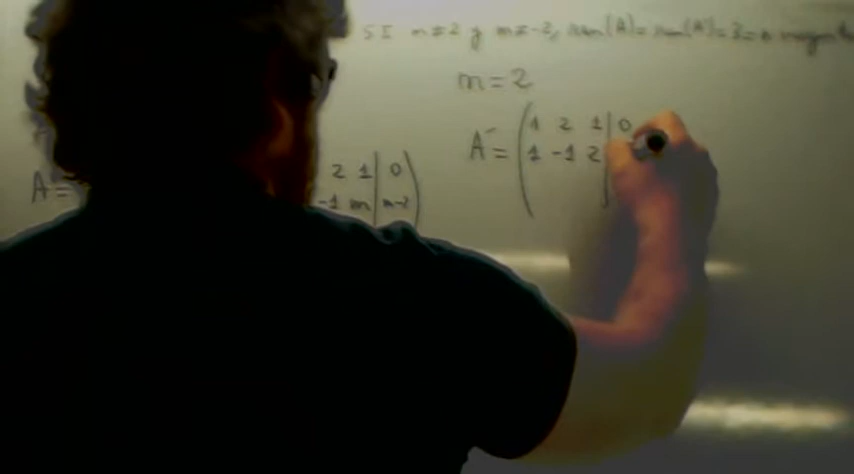 SI m≠2 y m≠-2, ran(A)= ran(A*)=3=n
m=2
A=
2 1 | 0
-1 m | m-2
A*= ( 1 2 1 | 0
1 -1 2 |